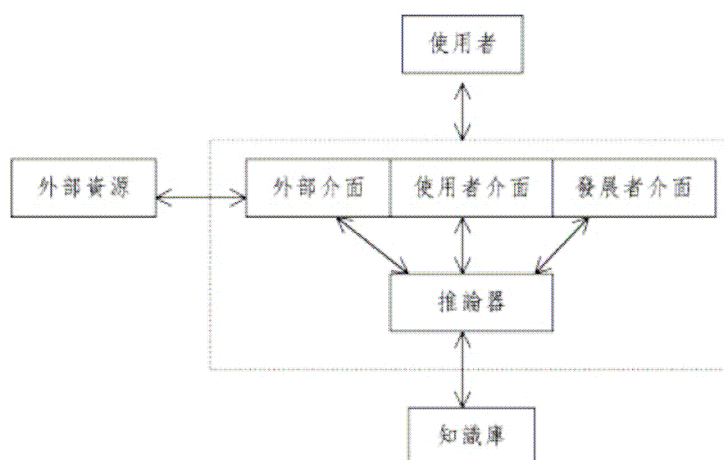 使用者
外部資源
外部介面
使用者介面
發展者介面
推論器
知識庫